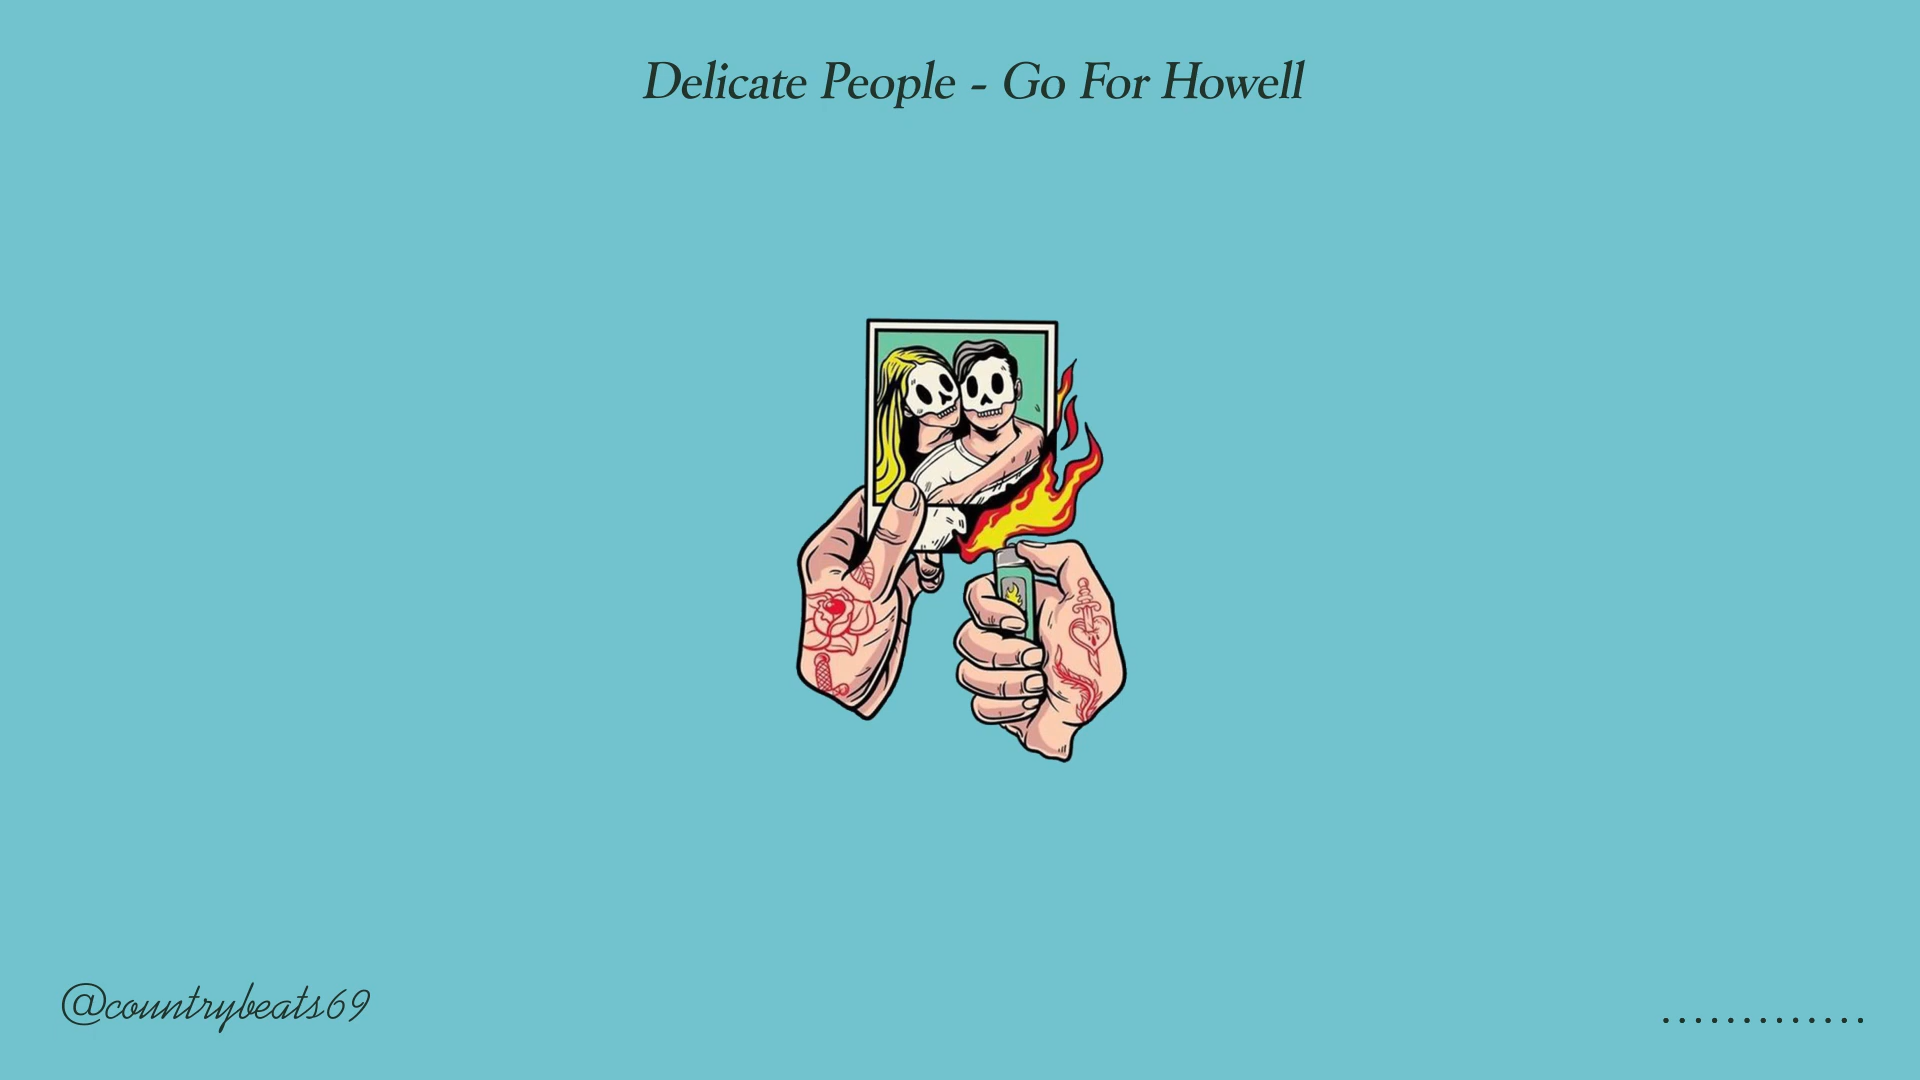 Delicate People - Go For Howell
@countrybeats69
.............